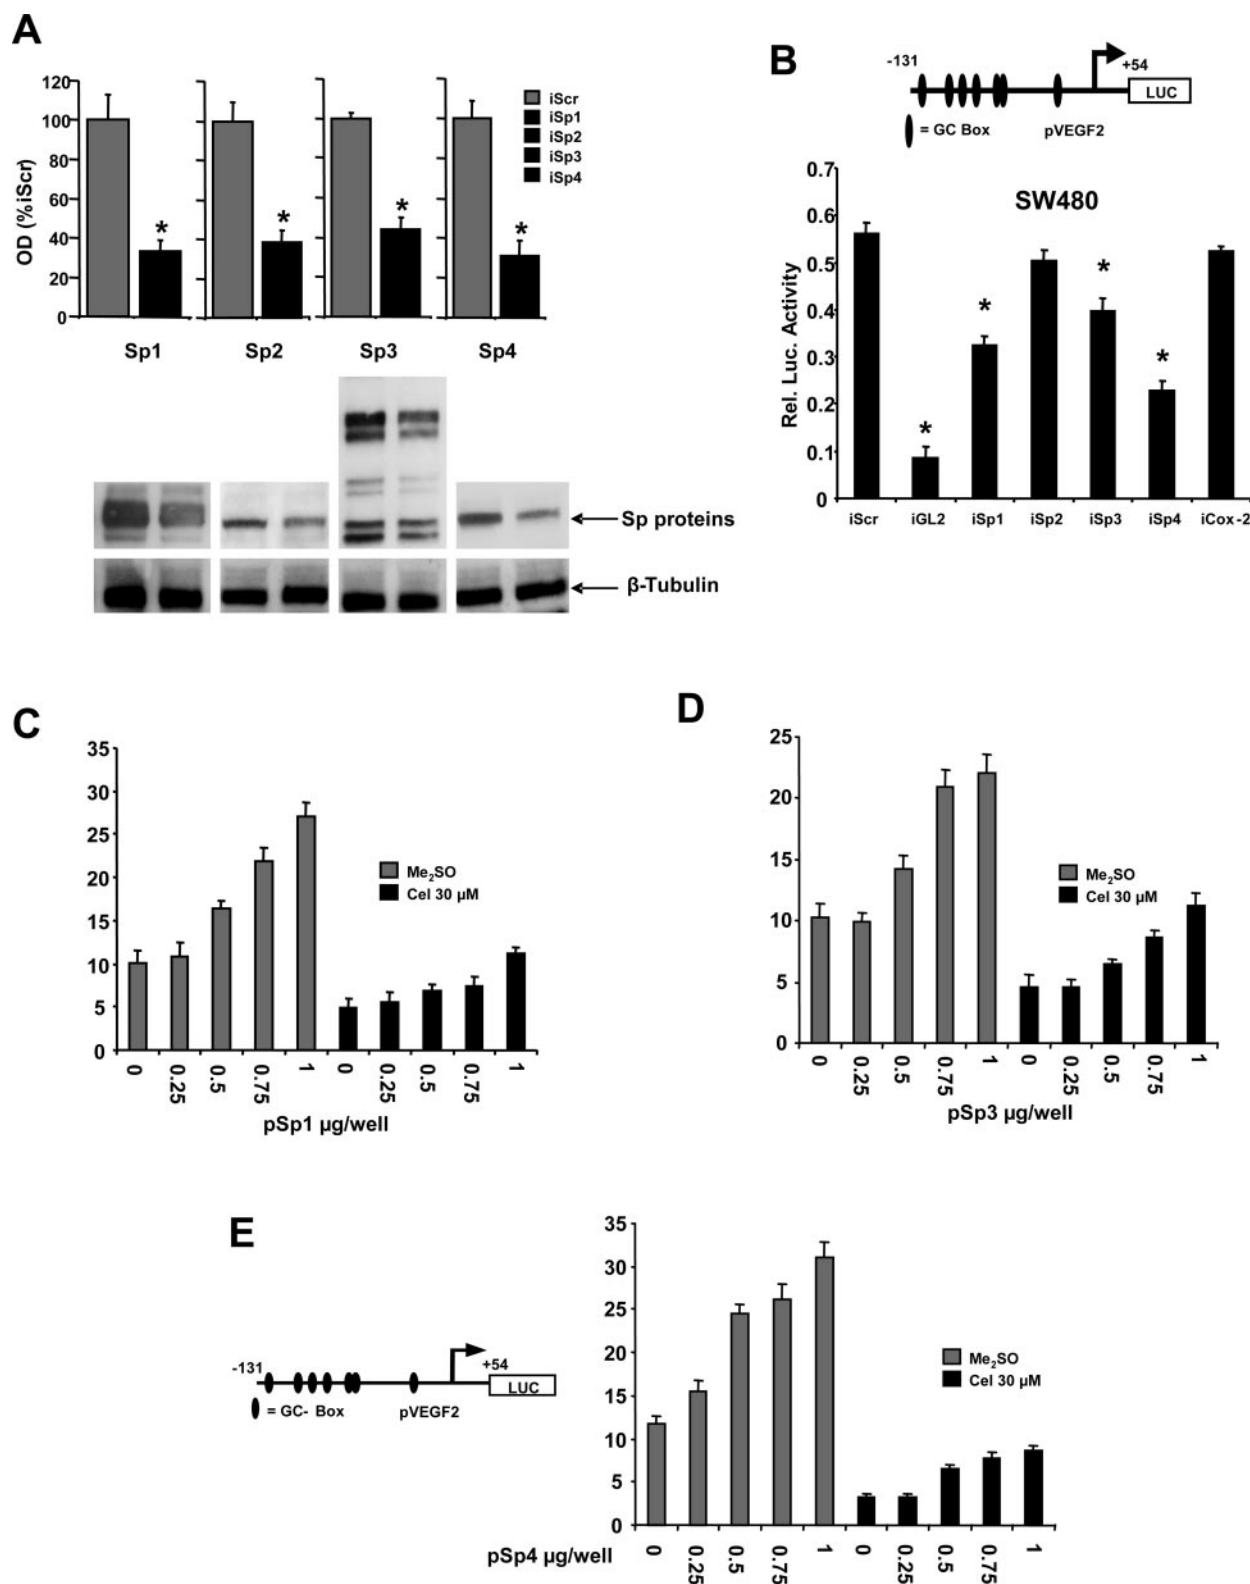 A
OD (%iScr)
120
100
80
60
40
20
0
* * * *
iScr
iSp1
iSp2
iSp3
iSp4
Sp1 Sp2 Sp3 Sp4
Sp proteins
β-Tubulin
B
-131
+54
LUC
= GC Box
pVEGF2
SW480
Rel. Luc. Activity
0.7
0.6
0.5
0.4
0.3
0.2
0.1
0
* * * *
iScr iGL2 iSp1 iSp2 iSp3 iSp4 iCox-2
C
35
30
25
20
15
10
5
0
Me₂SO
Cel 30 µM
0 0.25 0.5 0.75 1 0 0.25 0.5 0.75 1
pSp1 µg/well
D
25
20
15
10
5
0
Me₂SO
Cel 30 µM
0 0.25 0.5 0.75 1 0 0.25 0.5 0.75 1
pSp3 µg/well
E
-131
+54
LUC
= GC- Box
pVEGF2
35
30
25
20
15
10
5
0
Me₂SO
Cel 30 µM
pSp4 µg/well
0 0.25 0.5 0.75 1 0 0.25 0.5 0.75 1